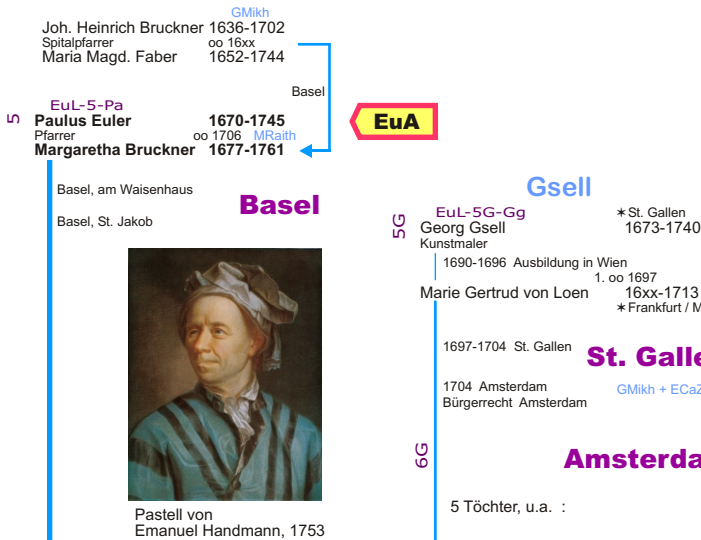 GMikh
Joh. Heinrich Bruckner 1636-1702
Spitalpfarrer oo 16xx
Maria Magd. Faber 1652-1744
Basel
EuL-5-Pa
5
Paulus Euler 1670-1745
Pfarrer oo 1706 MRaith
Margaretha Bruckner 1677-1761
EuA
Basel, am Waisenhaus
Basel
Basel, St. Jakob
Pastell von
Emanuel Handmann, 1753
Gsell
5G
EuL-5G-Gg ✶St. Gallen
Georg Gsell 1673-1740
Kunstmaler
1690-1696 Ausbildung in Wien
1. oo 1697
Marie Gertrud von Loen 16xx-1713
✶Frankfurt / M
1697-1704 St. Gallen
St. Galle
1704 Amsterdam GMikh + ECaZ
Bürgerrecht Amsterdam
6G
Amsterda
5 Töchter, u.a. :